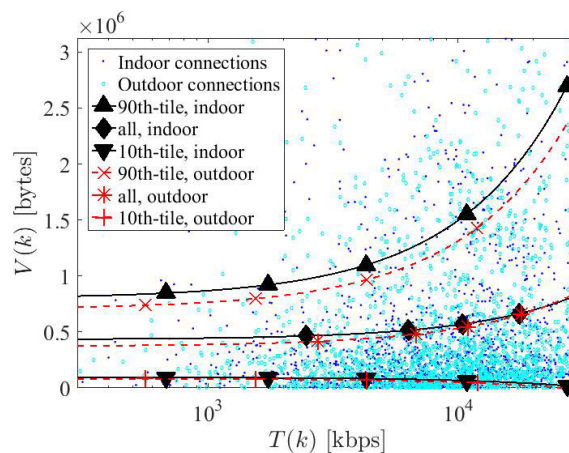 ×10^6
3
2.5
2
1.5
1
0.5
0
V(k) [bytes]
Indoor connections
Outdoor connections
90th-tile, indoor
all, indoor
10th-tile, indoor
90th-tile, outdoor
all, outdoor
10th-tile, outdoor
10^3
10^4
T(k) [kbps]